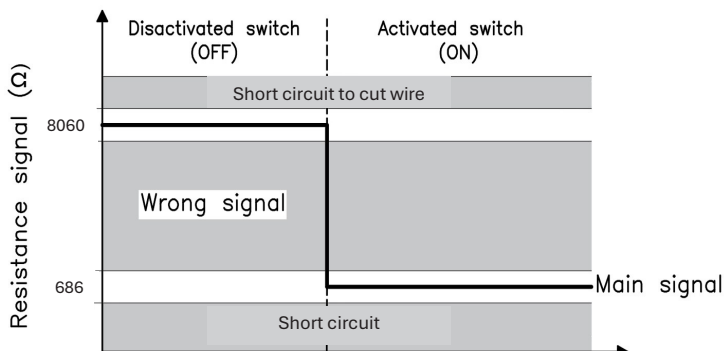 Disactivated switch
(OFF)
Activated switch
(ON)
Resistance signal (Ω)
Short circuit to cut wire
8060
Wrong signal
686
Main signal
Short circuit